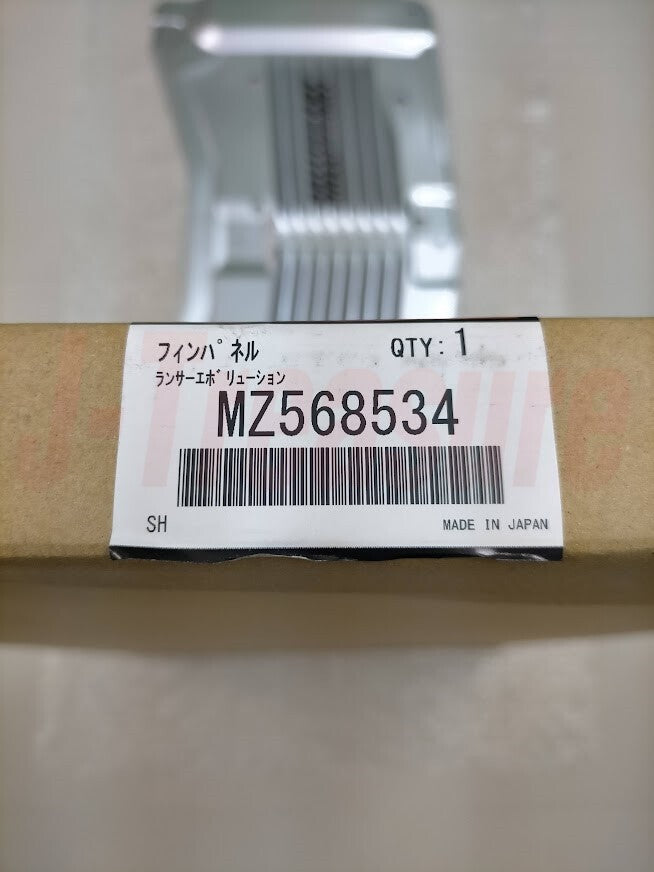 フィンパネル QTY: 1
ランサーエボリューション
MZ568534
SH MADE IN JAPAN